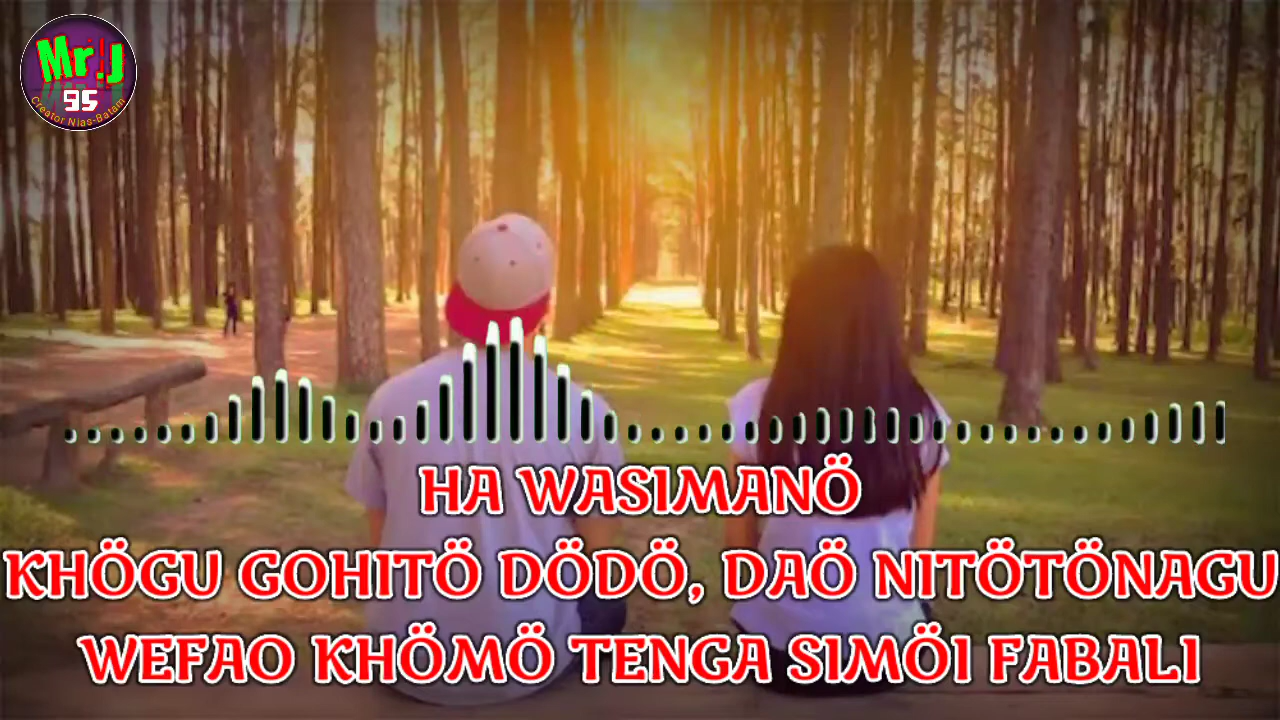 Mr.J
95
Creator Nias-Batam
HA WASIMANÖ
KHÖGU GOHITÖ DÖDÖ, DAÖ NITÖTÖNAGU
WEFAO KHÖMÖ TENGA SIMÖI FABALI